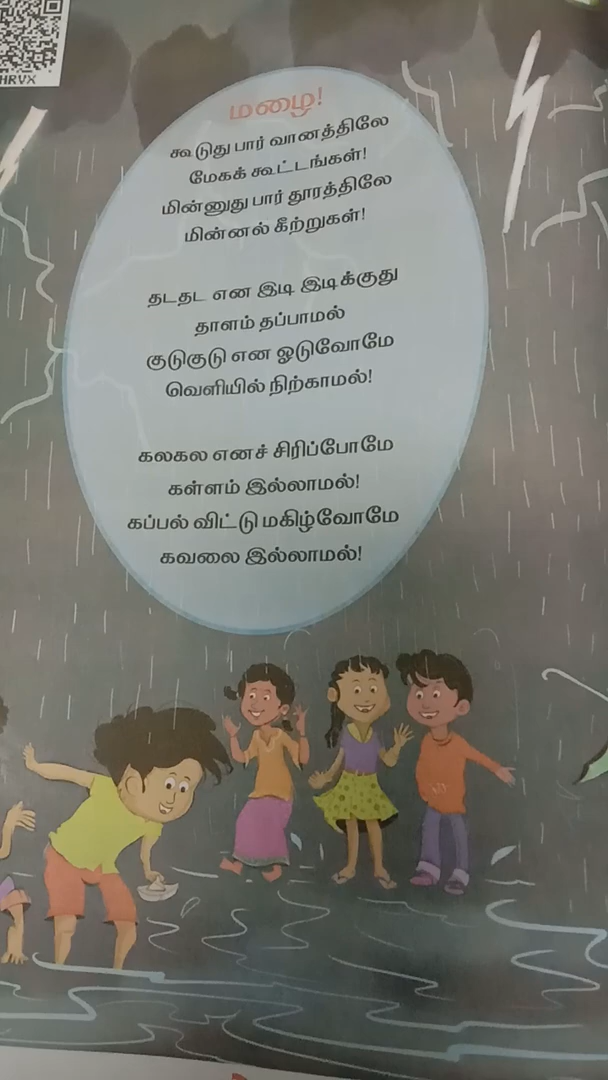 HRVX
மழை!
கூடுது பார் வானத்திலே
மேகக் கூட்டங்கள்!
மின்னுது பார் தூரத்திலே
மின்னல் கீற்றுகள்!
தடதட என இடி இடிக்குது
தாளம் தப்பாமல்
குடுகுடு என ஓடுவோமே
வெளியில் நிற்காமல்!
கலகல எனச் சிரிப்போமே
கள்ளம் இல்லாமல்!
கப்பல் விட்டு மகிழ்வோமே
கவலை இல்லாமல்!